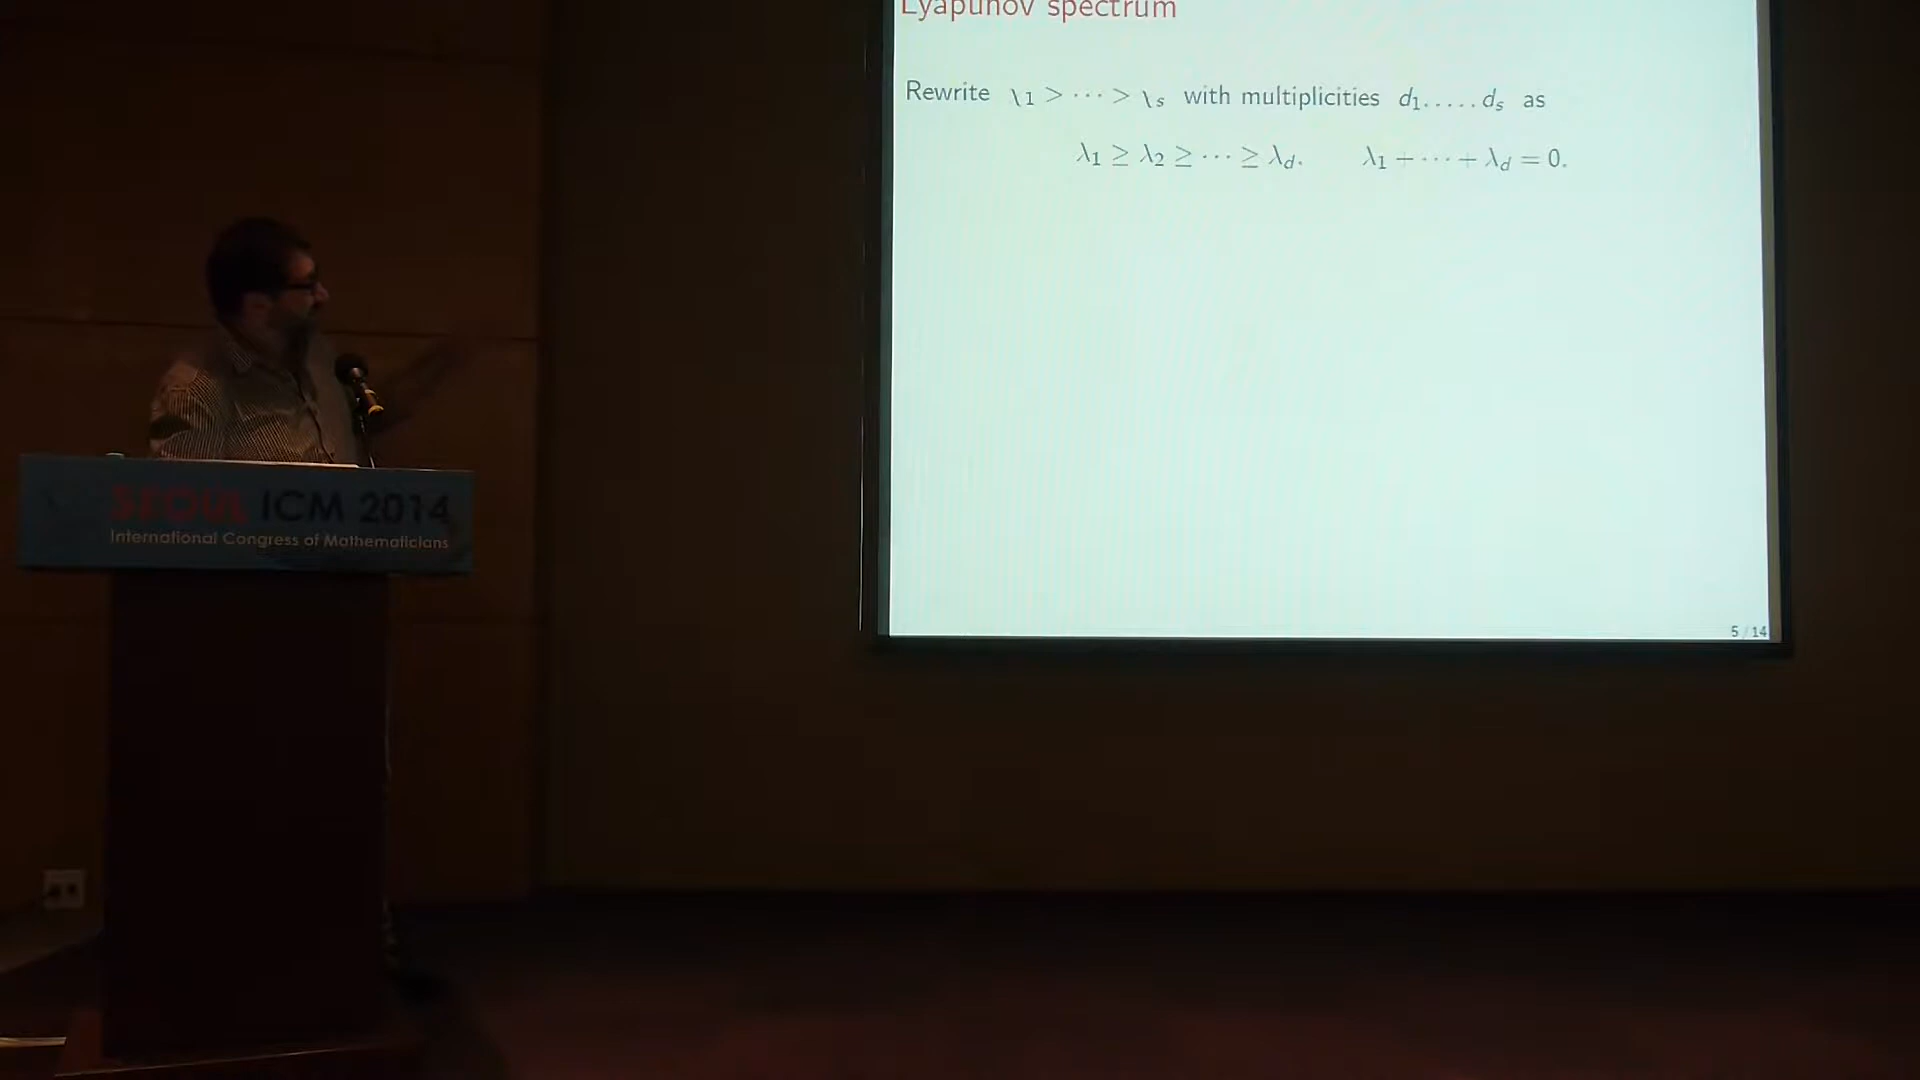 Lyapunov spectrum
Rewrite λ1 > ⋯ > λs with multiplicities d1, …, ds as
λ1 ≥ λ2 ≥ ⋯ ≥ λd, λ1 + ⋯ + λd = 0.
5 / 14
SEOUL ICM 2014
International Congress of Mathematicians